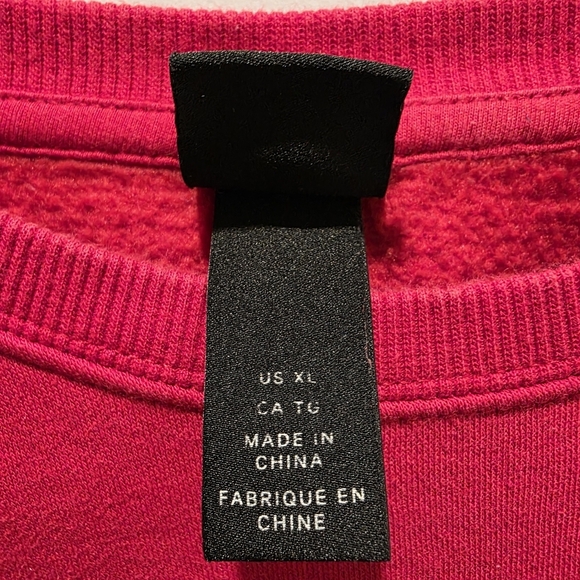 US XL
CA TG
MADE IN
CHINA
FABRIQUE EN
CHINE